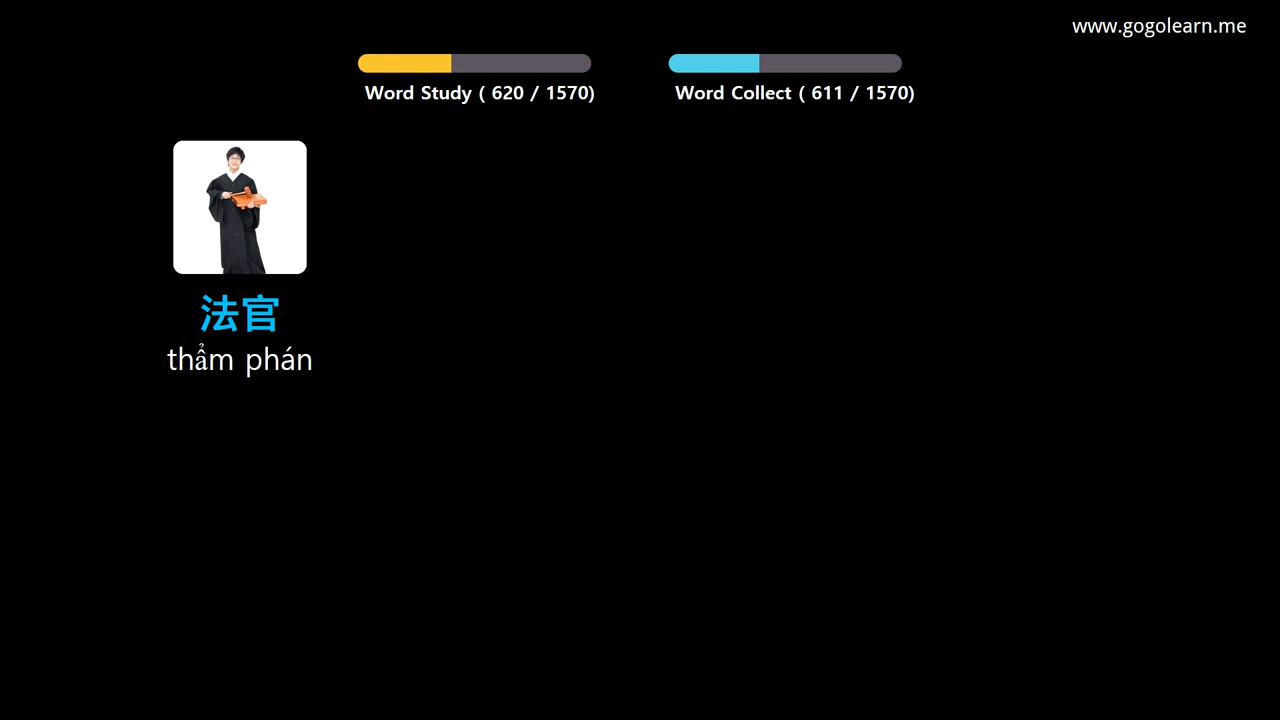 www.gogolearn.me
Word Study ( 620 / 1570)
Word Collect ( 611 / 1570)
法官
thẩm phán